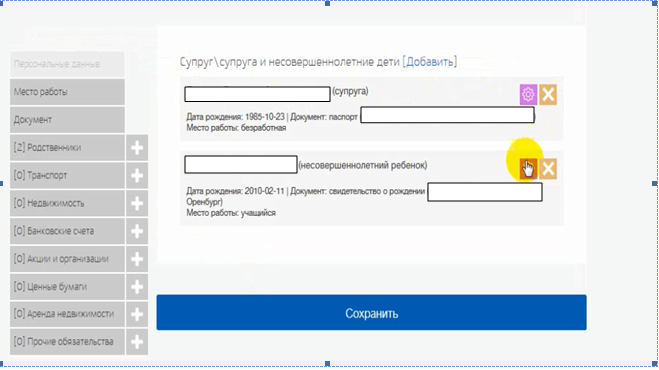 Персональные данные
Место работы
Документ
[2] Родственники
[0] Транспорт
[0] Недвижимость
[0] Банковские счета
[0] Акции и организации
[0] Ценные бумаги
[0] Аренда недвижимости
[0] Прочие обязательства
Супруг\супруга и несовершеннолетние дети [Добавить]
(супруга)
Дата рождения: 1985-10-23 | Документ: паспорт ( )
Место работы: безработная
(несовершеннолетний ребенок)
Дата рождения: 2010-02-11 | Документ: свидетельство о рождении
Оренбург)
Место работы: учащийся
Сохранить